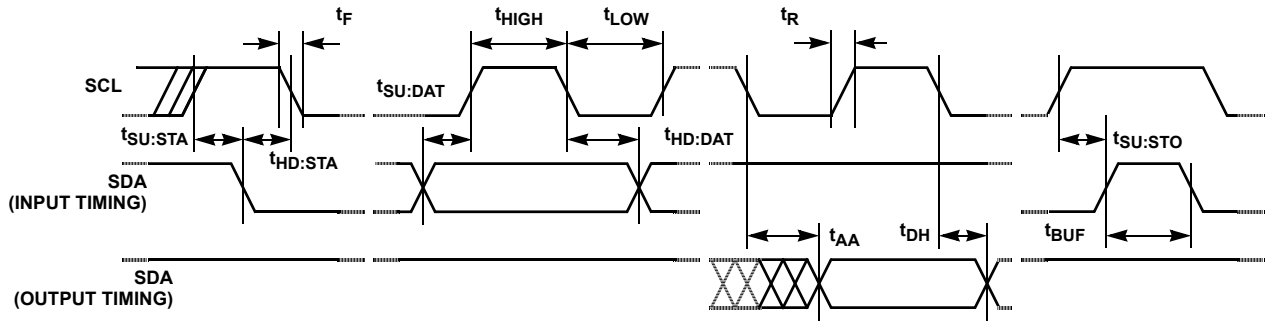 tF
tHIGH
tLOW
tR
SCL
tSU:DAT
tSU:STA
tHD:STA
tHD:DAT
tSU:STO
SDA
(INPUT TIMING)
tAA
tDH
tBUF
SDA
(OUTPUT TIMING)